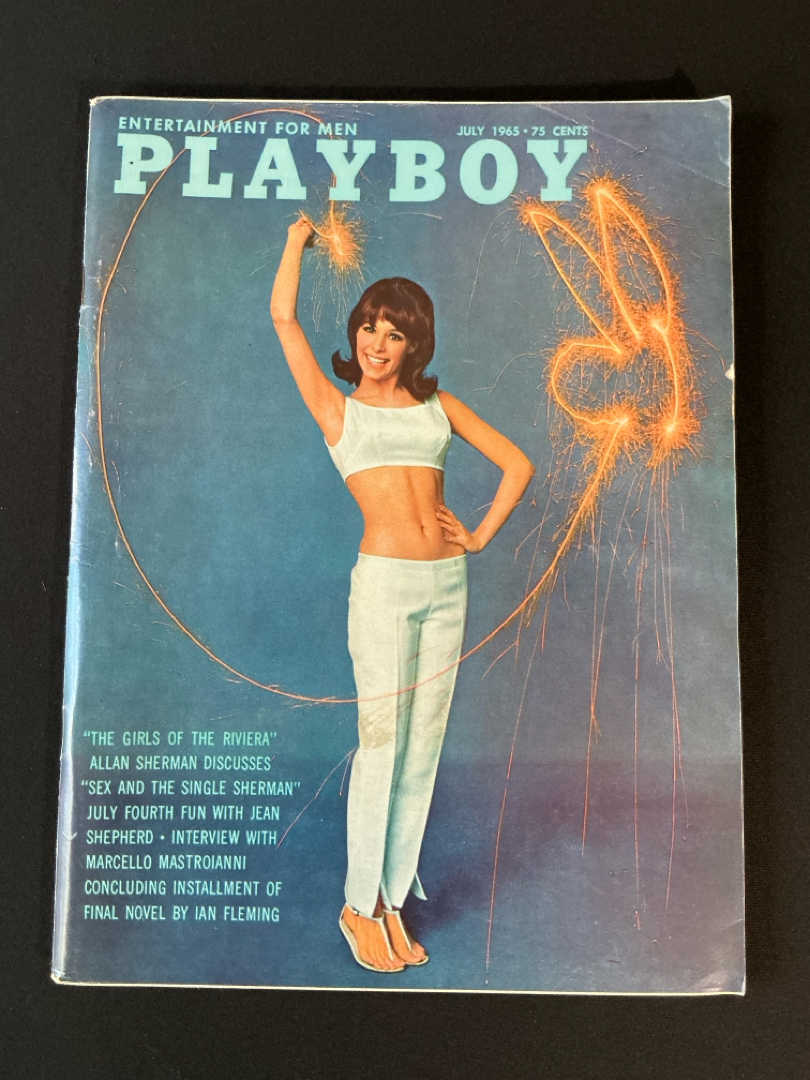 ENTERTAINMENT FOR MEN
JULY 1965 • 75 CENTS
PLAYBOY
"THE GIRLS OF THE RIVIERA"
ALLAN SHERMAN DISCUSSES
"SEX AND THE SINGLE SHERMAN"
JULY FOURTH FUN WITH JEAN
SHEPHERD • INTERVIEW WITH
MARCELLO MASTROIANNI
CONCLUDING INSTALLMENT OF
FINAL NOVEL BY IAN FLEMING